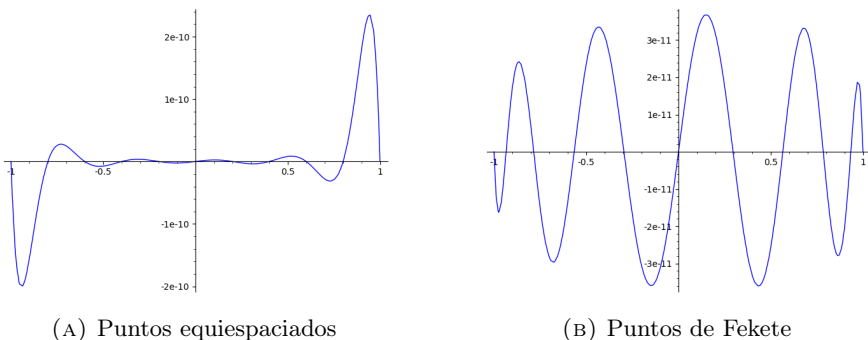 2e-10
1e-10
-1
-0.5
0.5
1
-1e-10
-2e-10
(A) Puntos equiespaciados
3e-11
2e-11
1e-11
-1
-0.5
0.5
1
-1e-11
-2e-11
-3e-11
(B) Puntos de Fekete